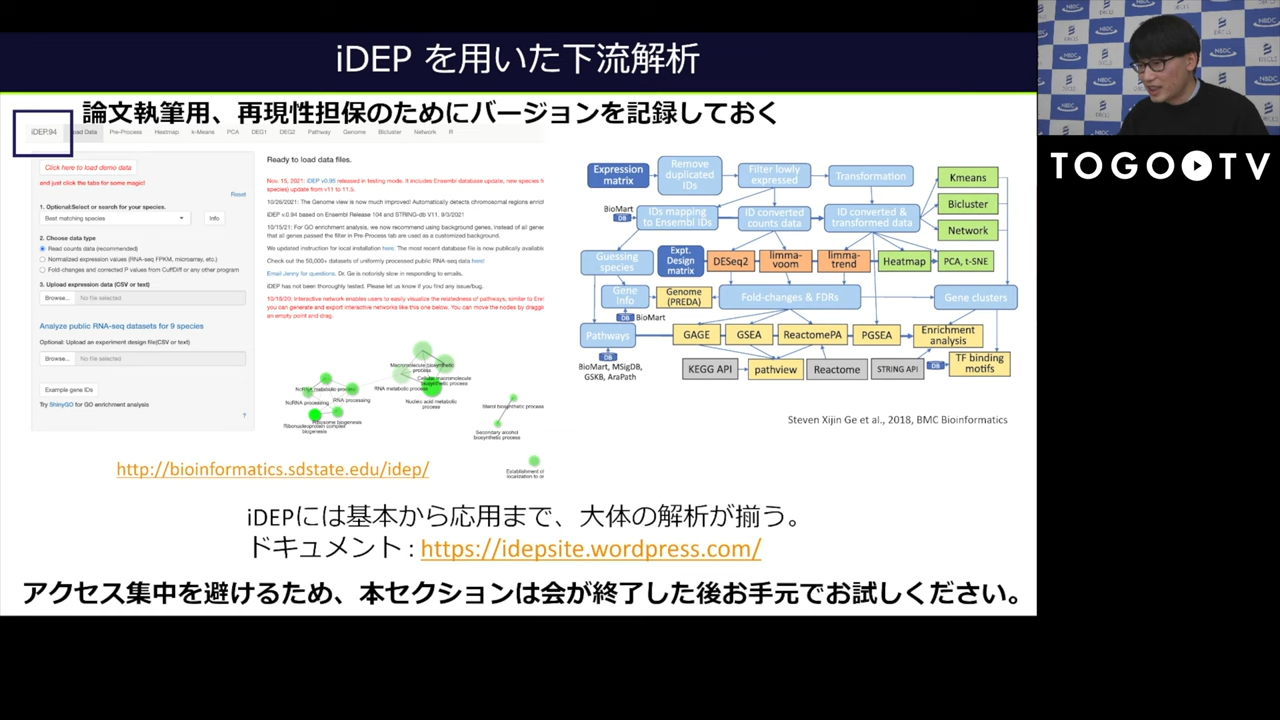 iDEP を用いた下流解析
論文執筆用、再現性担保のためにバージョンを記録しておく
iDEP.94 Load Data Pre-Process Heatmap k-Means PCA DEG1 DEG2 Pathway Genome Bicluster Network R
Click here to load demo data
and just click the tabs for some magic!
Reset
1. Optional:Select or search for your species.
Best matching species
Info
2. Choose data type
Read counts data (recommended)
Normalized expression values (RNA-seq FPKM, microarray, etc.)
Fold-changes and corrected P values from CuffDiff or any other program
3. Upload expression data (CSV or text)
Browse... No file selected
Analyze public RNA-seq datasets for 9 species
Optional: Upload an experiment design file(CSV or text)
Browse... No file selected
Example gene IDs
Try ShinyGO for GO enrichment analysis
?
Ready to load data files.
Nov. 15, 2021: iDEP v0.95 released in testing mode. It includes Ensembl database update, new species
species) update from v11 to 11.5.
10/26/2021: The Genome view is now much improved! Automatically detects chromosomal regions
iDEP v.0.94 based on Ensembl Release 104 and STRING-db V11. 9/3/2021
10/15/21: For GO enrichment analysis, we now recommend using background genes, instead of all
that all genes passed the filter in Pre-Process tab are used as a customized background.
We updated instruction for local installation here. The most recent database file is now publically available
Check out the 50,000+ datasets of uniformly processed public RNA-seq data here!
Email Jenny for questions. Dr. Ge is notorisly slow in responding to emails.
iDEP has not been thoroughly tested. Please let us know if you find any issue/bug.
10/18/20: Interactive network enables users to easily visualize the relatedness of pathways, similar to
you can generate and export interactive networks like this one below. You can move the nodes by
an empty point and drag.
Macromolecule biosynthetic
process
Cellular macromolecule
biosynthetic process
NcRNA metabolic process
RNA metabolic process
NcRNA processing
RNA processing
Nucleic acid metabolic
process
Ribosome biogenesis
Ribonucleoprotein complex
biogenesis
Sterol biosynthetic process
Secondary alcohol
biosynthetic process
Establishment of
localization to
http://bioinformatics.sdstate.edu/idep/
Expression
matrix
Remove
duplicated
IDs
Filter lowly
expressed
Transformation
Kmeans
Bicluster
Network
BioMart
DB
IDs mapping
to Ensembl IDs
ID converted
counts data
ID converted &
transformed data
Guessing
species
Expt.
Design
matrix
DESeq2
limma-
voom
limma-
trend
Heatmap
PCA, t-SNE
Gene
Info
Genome
(PREDA)
Fold-changes & FDRs
Gene clusters
DB
BioMart
Pathways
GAGE
GSEA
ReactomePA
PGSEA
Enrichment
analysis
DB
BioMart, MSigDB,
GSKB, AraPath
KEGG API
pathview
Reactome
STRING API
DB
TF binding
motifs
Steven Xijin Ge et al., 2018, BMC Bioinformatics
iDEPには基本から応用まで、大体の解析が揃う。
ドキュメント : https://idepsite.wordpress.com/
アクセス集中を避けるため、本セクションは会が終了した後お手元でお試しください。
NBDC
DBCLS
TOGO TV